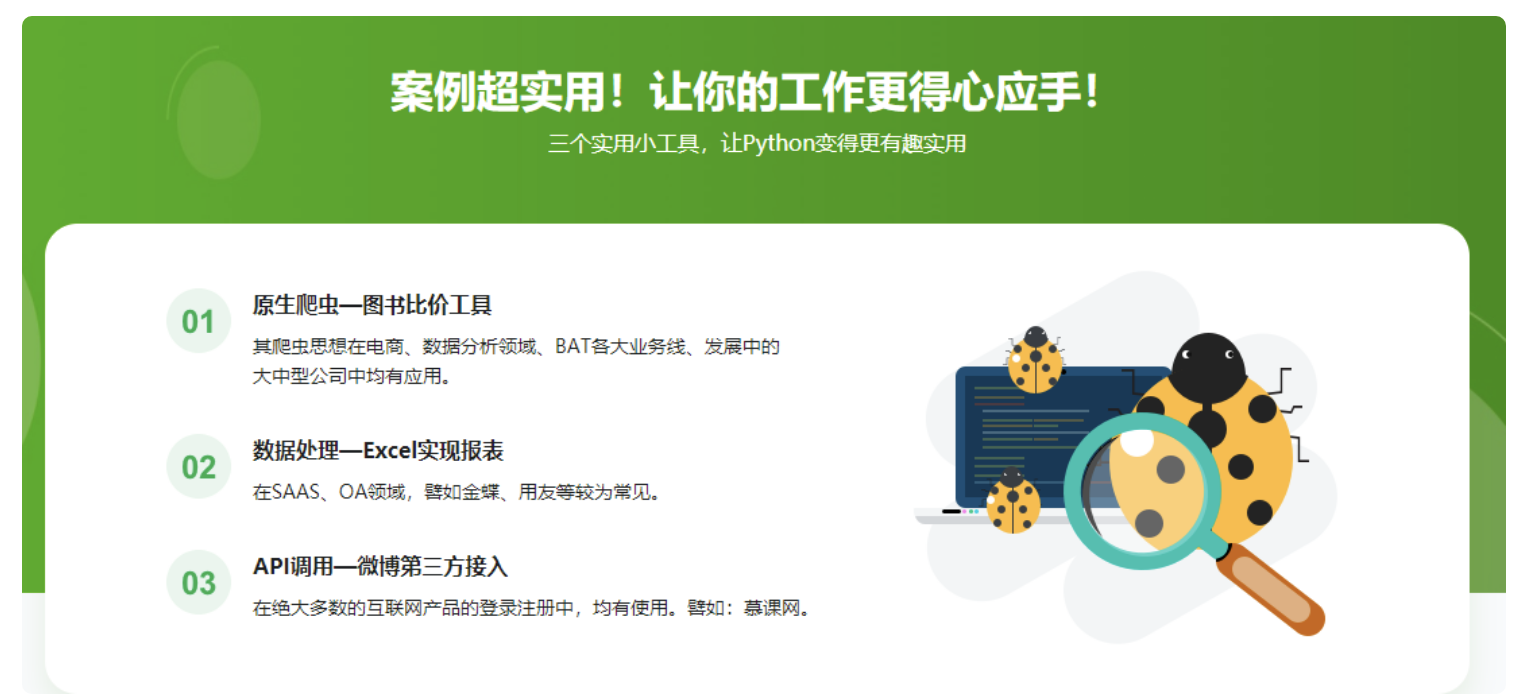 案例超实用！让你的工作更得心应手！
三个实用小工具，让Python变得更有趣实用
01
原生爬虫—图书比价工具
其爬虫思想在电商、数据分析领域、BAT各大业务线、发展中的
大中型公司中均有应用。
02
数据处理—Excel实现报表
在SAAS、OA领域，譬如金蝶、用友等较为常见。
03
API调用—微博第三方接入
在绝大多数的互联网产品的登录注册中，均有使用。譬如：慕课网。